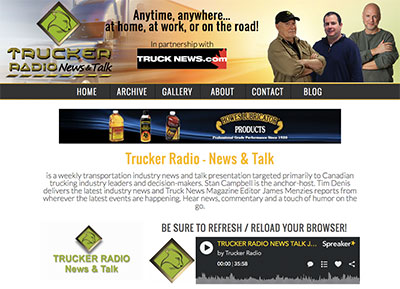 Anytime, anywhere...
at home, at work, or on the road!
In partnership with
TRUCK NEWS.com
TRUCKER
RADIO News & Talk
HOME ARCHIVE GALLERY ABOUT CONTACT BLOG
HOWES LUBRICATOR
PRODUCTS
Professional Grade Performance Since 1920
Trucker Radio - News & Talk
is a weekly transportation industry news and talk presentation targeted primarily to Canadian
trucking industry leaders and decision-makers. Stan Campbell is the anchor-host. Tim Denis
delivers the latest industry news and Truck News Magazine Editor James Menzies reports from
wherever the latest events are happening. Hear news, commentary and a touch of humor on the
go.
BE SURE TO REFRESH / RELOAD YOUR BROWSER!
TRUCKER RADIO
News & Talk
TRUCKER RADIO NEWS TALK J...
by Trucker Radio
Spreaker
00:00 | 35:58